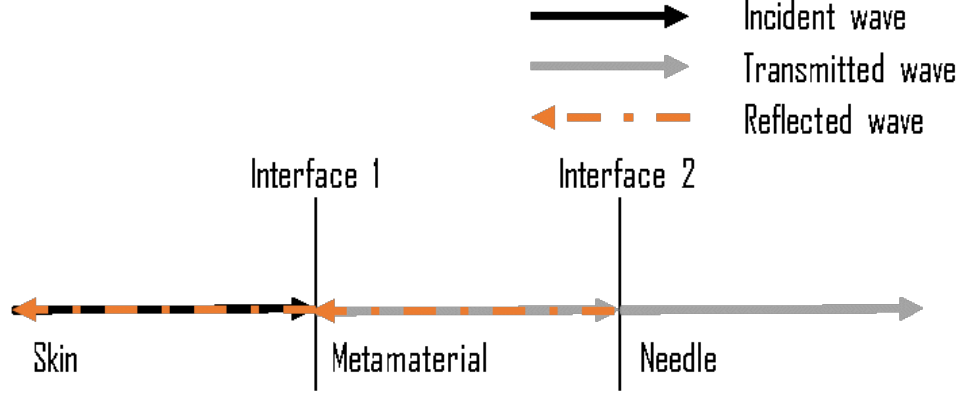 Incident wave
Transmitted wave
Reflected wave
Interface 1
Interface 2
Skin
Metamaterial
Needle